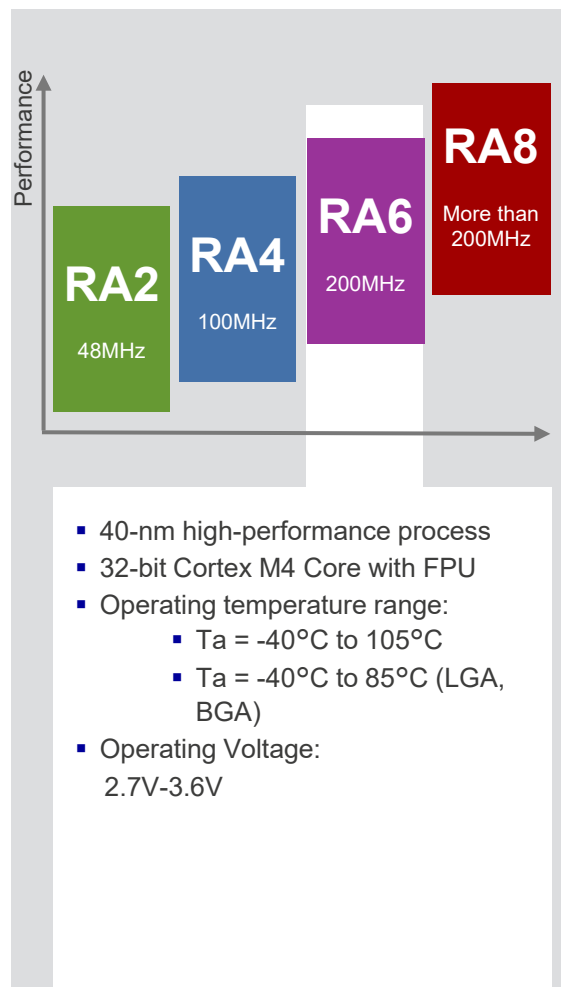 Performance
RA2
48MHz
RA4
100MHz
RA6
200MHz
RA8
More than
200MHz
▪ 40-nm high-performance process
▪ 32-bit Cortex M4 Core with FPU
▪ Operating temperature range:
▪ Ta = -40°C to 105°C
▪ Ta = -40°C to 85°C (LGA,
BGA)
▪ Operating Voltage:
2.7V-3.6V